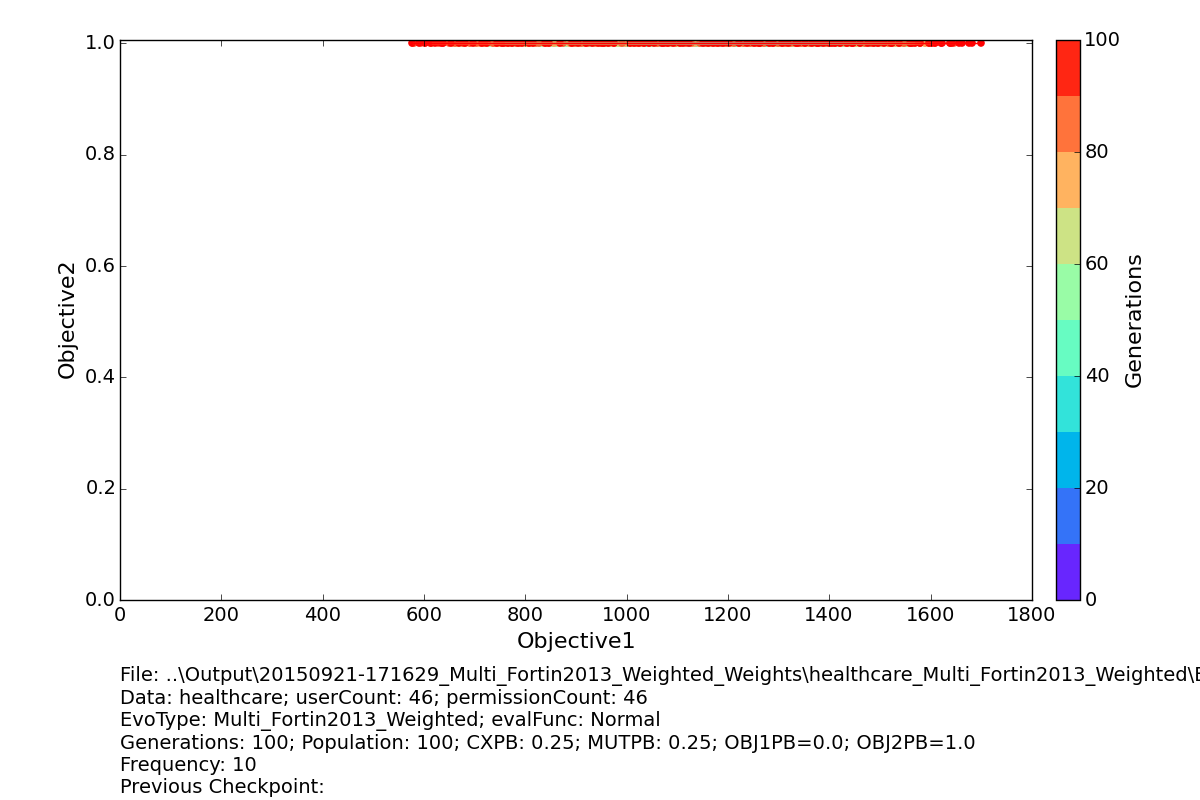 1.0
0.8
0.6
0.4
0.2
0.0
Objective2
0 200 400 600 800 1000 1200 1400 1600 1800
Objective1
100
80
60
40
20
0
Generations
File: ..\Output\20150921-171629_Multi_Fortin2013_Weighted_Weights\healthcare_Multi_Fortin2013_Weighted\E
Data: healthcare; userCount: 46; permissionCount: 46
EvoType: Multi_Fortin2013_Weighted; evalFunc: Normal
Generations: 100; Population: 100; CXPB: 0.25; MUTPB: 0.25; OBJ1PB=0.0; OBJ2PB=1.0
Frequency: 10
Previous Checkpoint: